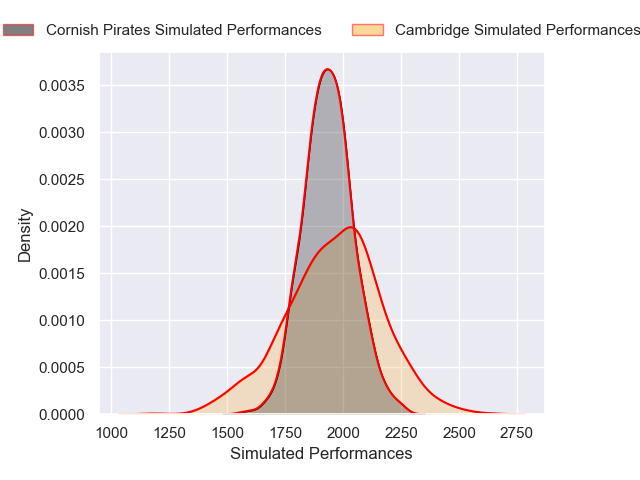 Cornish Pirates Simulated Performances Cambridge Simulated Performances
0.0035
0.0030
0.0025
0.0020
0.0015
0.0010
0.0005
0.0000
Density
1000 1250 1500 1750 2000 2250 2500 2750
Simulated Performances